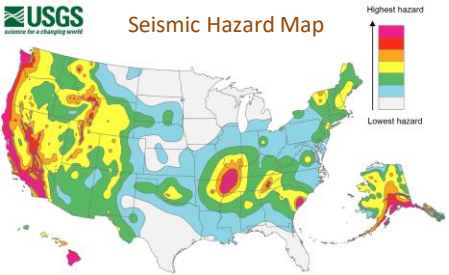 USGS
science for a changing world
Seismic Hazard Map
Highest hazard
Lowest hazard